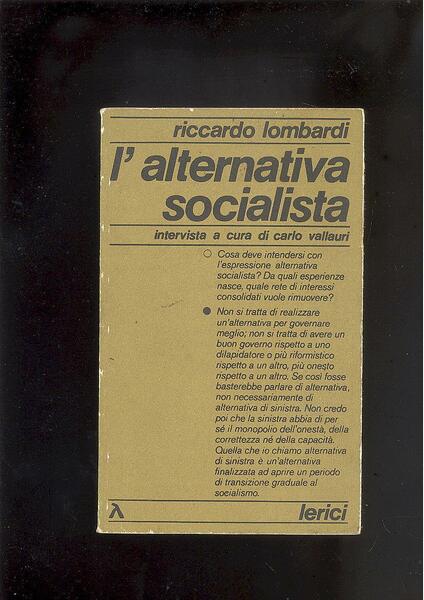 riccardo lombardi
l'alternativa
socialista
intervista a cura di carlo vallauri
○ Cosa deve intendersi con
l'espressione alternativa
socialista? Da quali esperienze
nasce, quale rete di interessi
consolidati vuole rimuovere?
● Non si tratta di realizzare
un'alternativa per governare
meglio; non si tratta di avere un
buon governo rispetto a uno
dilapidatore o più riformistico
rispetto a un altro, più onesto
rispetto a un altro. Se così fosse
basterebbe parlare di alternativa,
non necessariamente di
alternativa di sinistra. Non credo
poi che la sinistra abbia di per
sé il monopolio dell'onestà, della
correttezza né della capacità.
Quella che io chiamo alternativa
di sinistra è un'alternativa
finalizzata ad aprire un periodo
di transizione graduale al
socialismo.
λ lerici